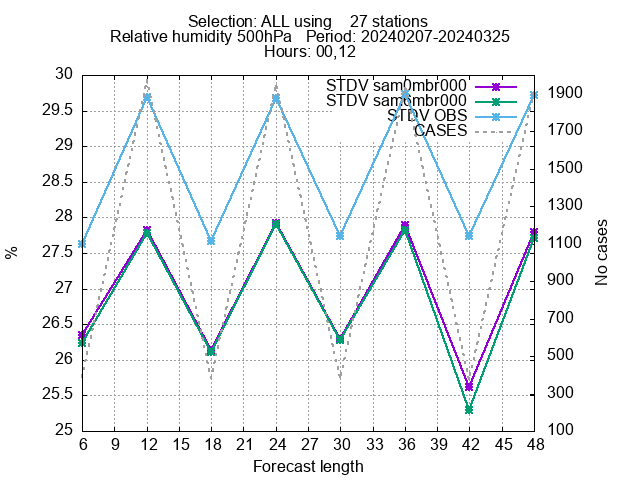 Selection: ALL using    27 stations
Relative humidity 500hPa   Period: 20240207-20240325
Hours: 00,12
STDV sam0mbr000
STDV sam0mbr000
STDV OBS
CASES
30
29.5
29
28.5
28
27.5
27
26.5
26
25.5
25
%
1900
1700
1500
1300
1100
900
700
500
300
100
No cases
6 9 12 15 18 21 24 27 30 33 36 39 42 45 48
Forecast length